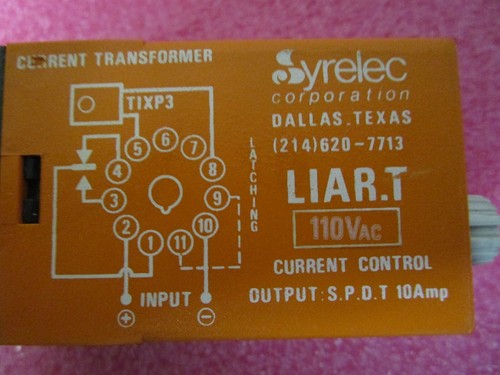 CURRENT TRANSFORMER
Syrelec
corporation
DALLAS.TEXAS
(214)620-7713
LIAR.T
110VAC
CURRENT CONTROL
OUTPUT: S.P.D.T 10Amp
TIXP3
6
5
7
4
8
3
9
2
10
1
11
LATCHING
+ INPUT −